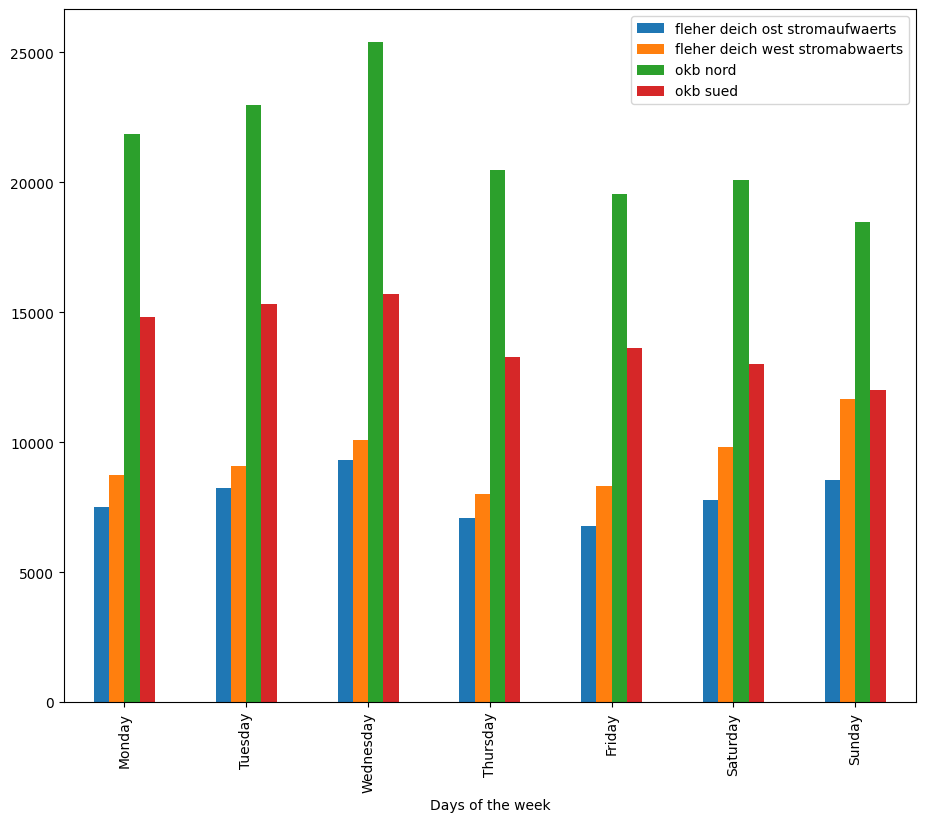 fleher deich ost stromaufwaerts
fleher deich west stromabwaerts
okb nord
okb sued
25000
20000
15000
10000
5000
0
Monday
Tuesday
Wednesday
Thursday
Friday
Saturday
Sunday
Days of the week